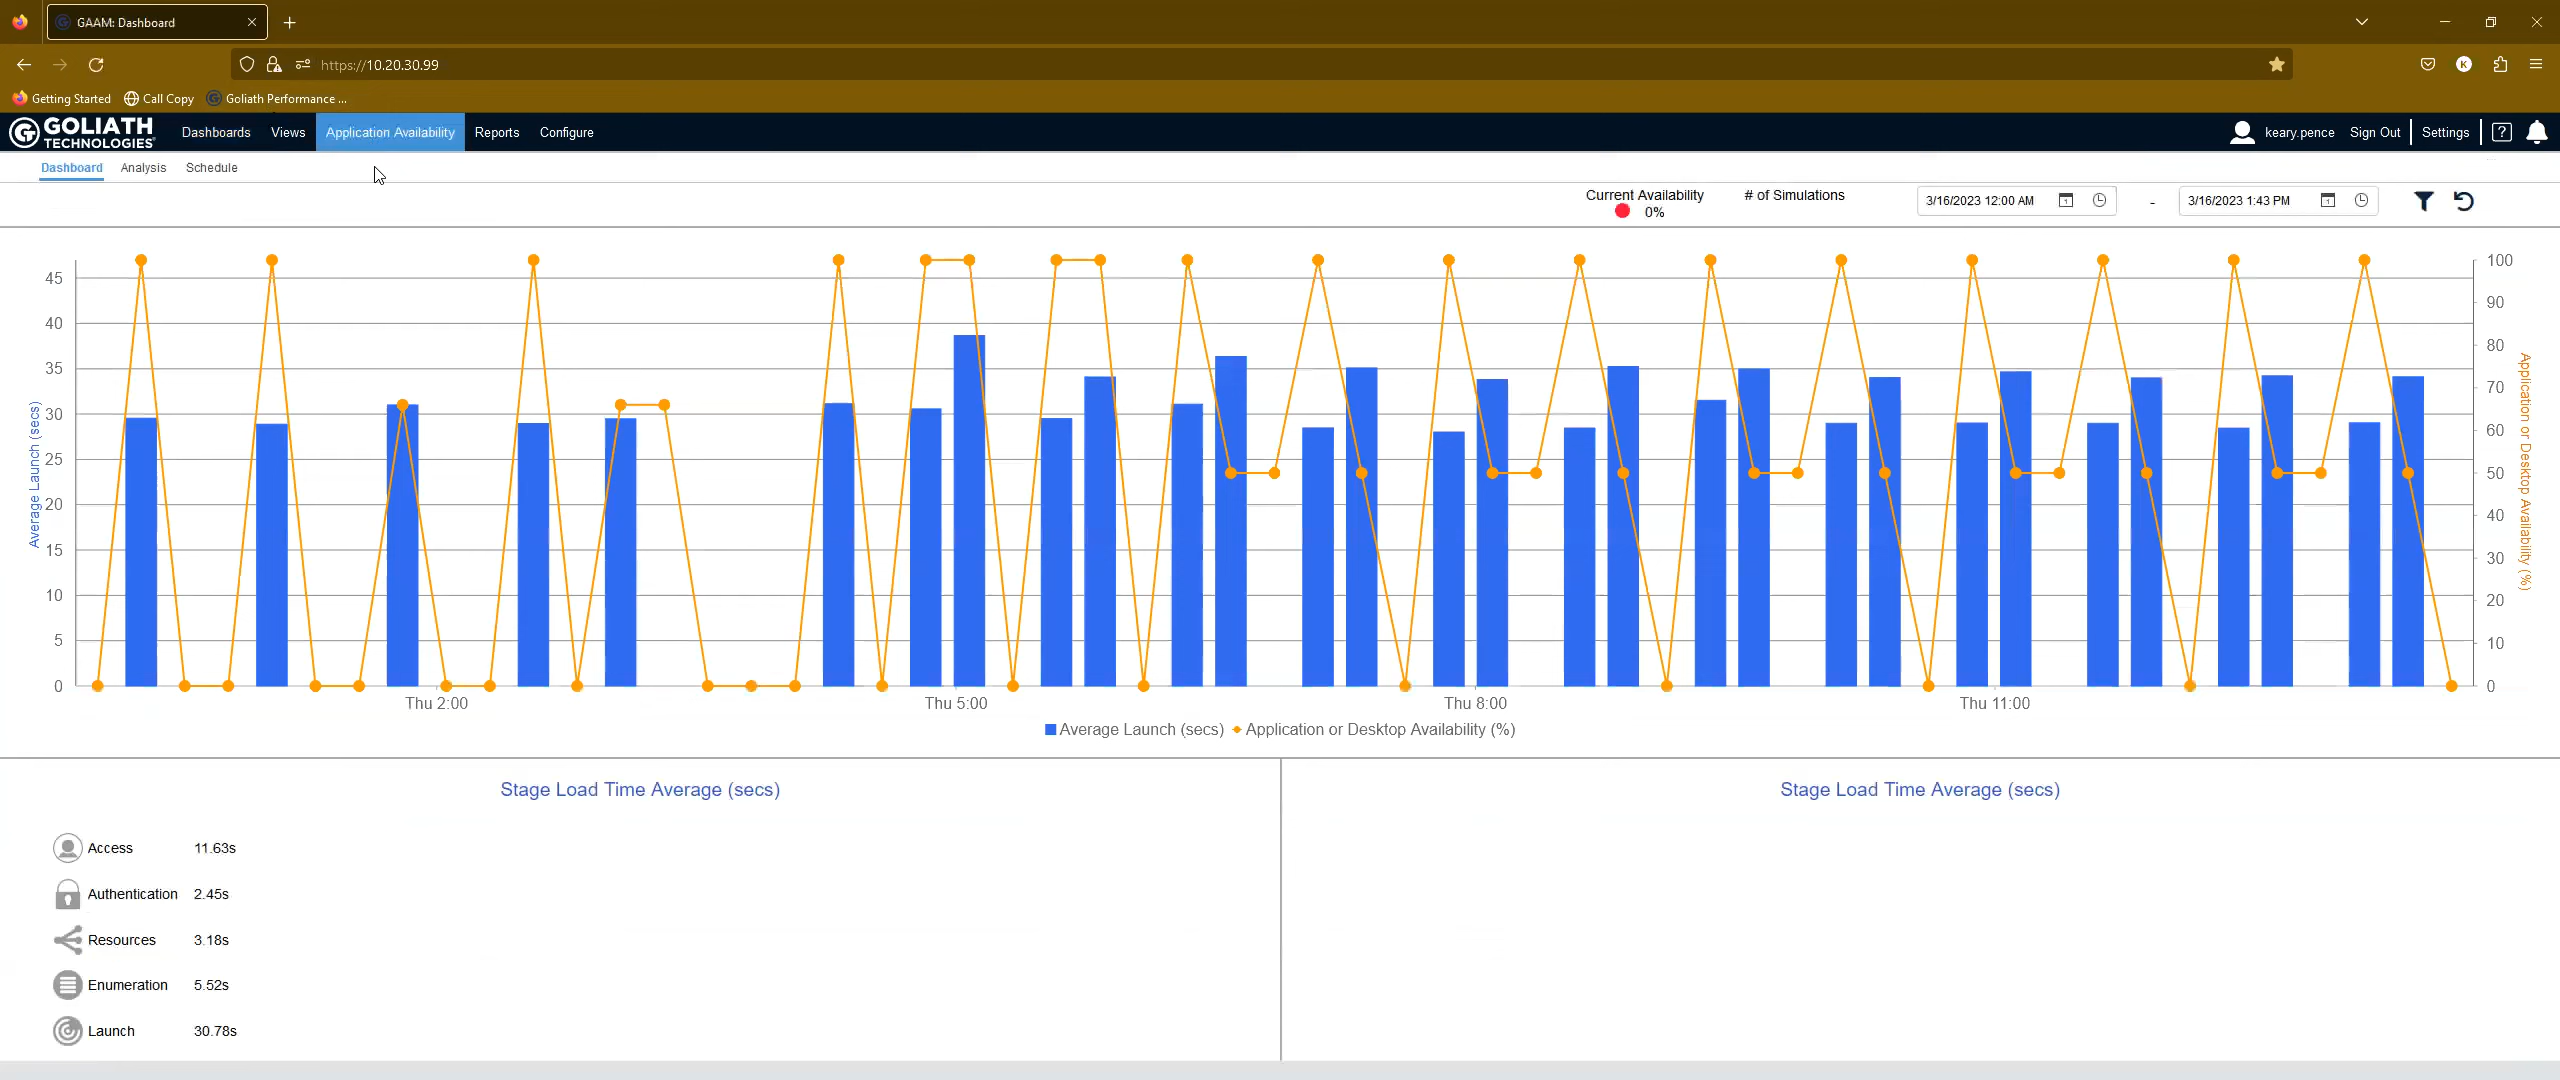 GAAM: Dashboard
https://10.20.30.99
K
Getting Started Call Copy Goliath Performance ...
G GOLIATH TECHNOLOGIES
Dashboards Views Application Availability Reports Configure
keary.pence Sign Out Settings ?
Dashboard Analysis Schedule
Current Availability # of Simulations
0%
3/16/2023 12:00 AM - 3/16/2023 1:43 PM
45
40
35
30
25
20
15
10
5
0
Average Launch (secs)
100
90
80
70
60
50
40
30
20
10
0
Application or Desktop Availability (%)
Thu 2:00 Thu 5:00 Thu 8:00 Thu 11:00
Average Launch (secs) Application or Desktop Availability (%)
Stage Load Time Average (secs)
Access 11.63s
Authentication 2.45s
Resources 3.18s
Enumeration 5.52s
Launch 30.78s
Stage Load Time Average (secs)